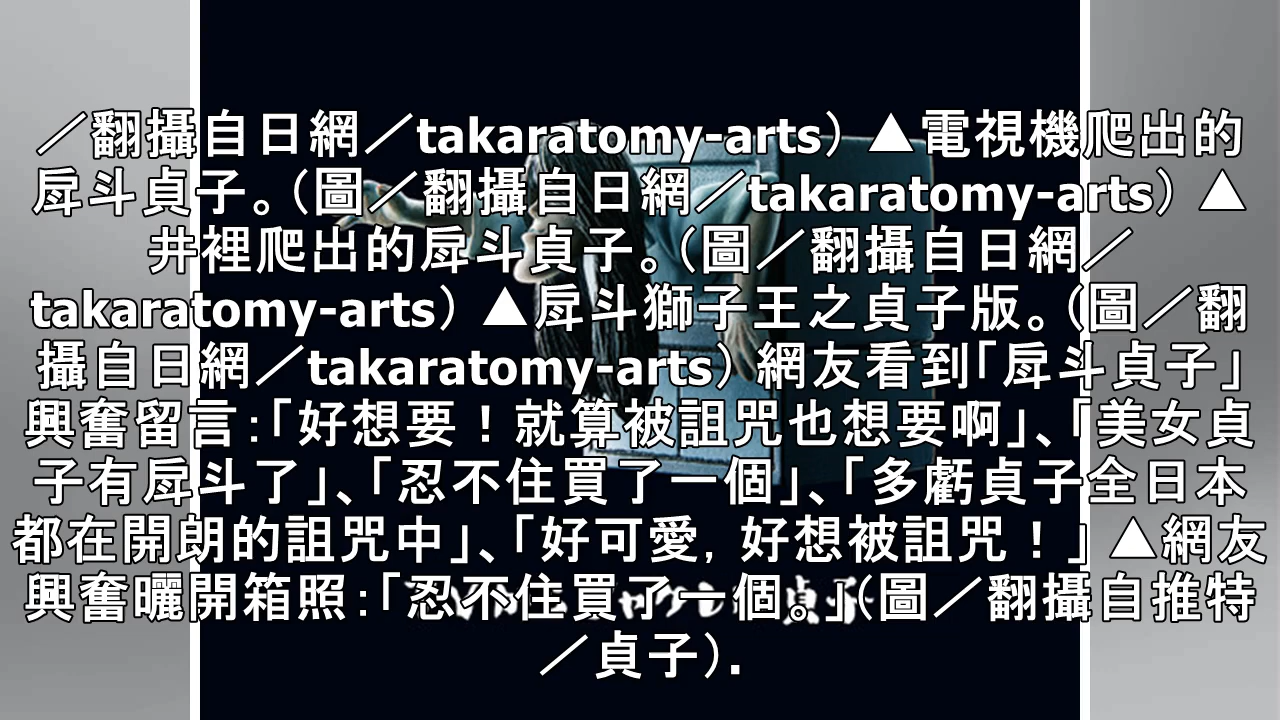 ／翻攝自日網／takaratomy-arts）▲電視機爬出的
戽斗貞子。（圖／翻攝自日網／takaratomy-arts）▲
井裡爬出的戽斗貞子。（圖／翻攝自日網／
takaratomy-arts）▲戽斗獅子王之貞子版。（圖／翻
攝自日網／takaratomy-arts）網友看到「戽斗貞子」
興奮留言：「好想要！就算被詛咒也想要啊」、「美女貞
子有戽斗了」、「忍不住買了一個」、「多虧貞子全日本
都在開朗的詛咒中」、「好可愛，好想被詛咒！」▲網友
興奮曬開箱照：「忍不住買了一個。」（圖／翻攝自推特
／貞子）.